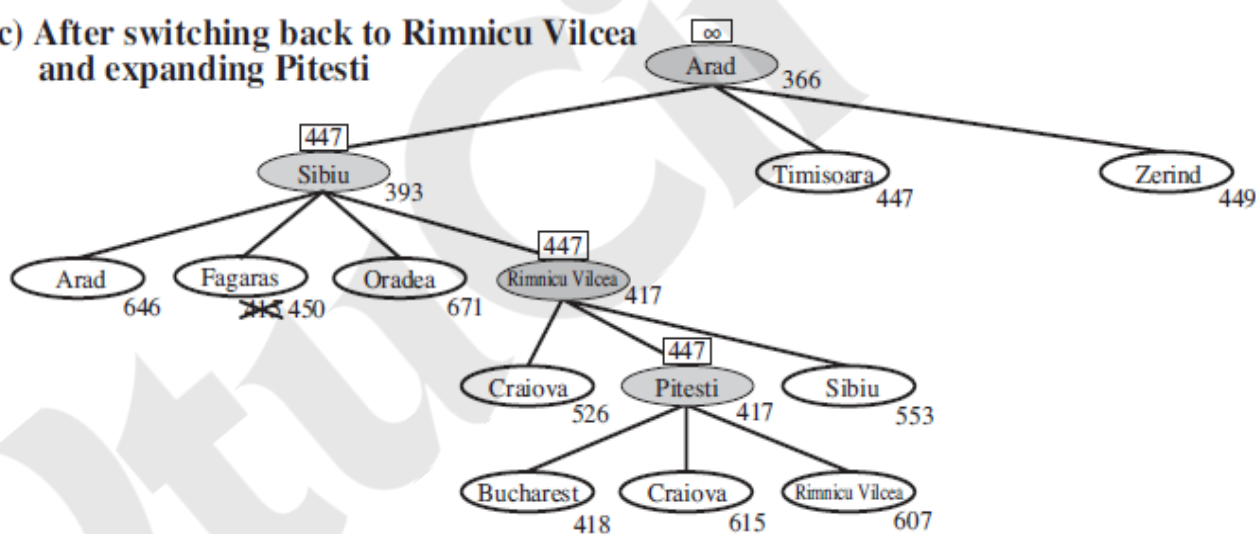 c) After switching back to Rimnicu Vilcea
and expanding Pitesti
∞
Arad
366
447
Sibiu
393
Timisoara
447
Zerind
449
Arad
646
Fagaras
415 450
Oradea
671
447
Rimnicu Vilcea
417
Craiova
526
447
Pitesti
417
Sibiu
553
Bucharest
418
Craiova
615
Rimnicu Vilcea
607